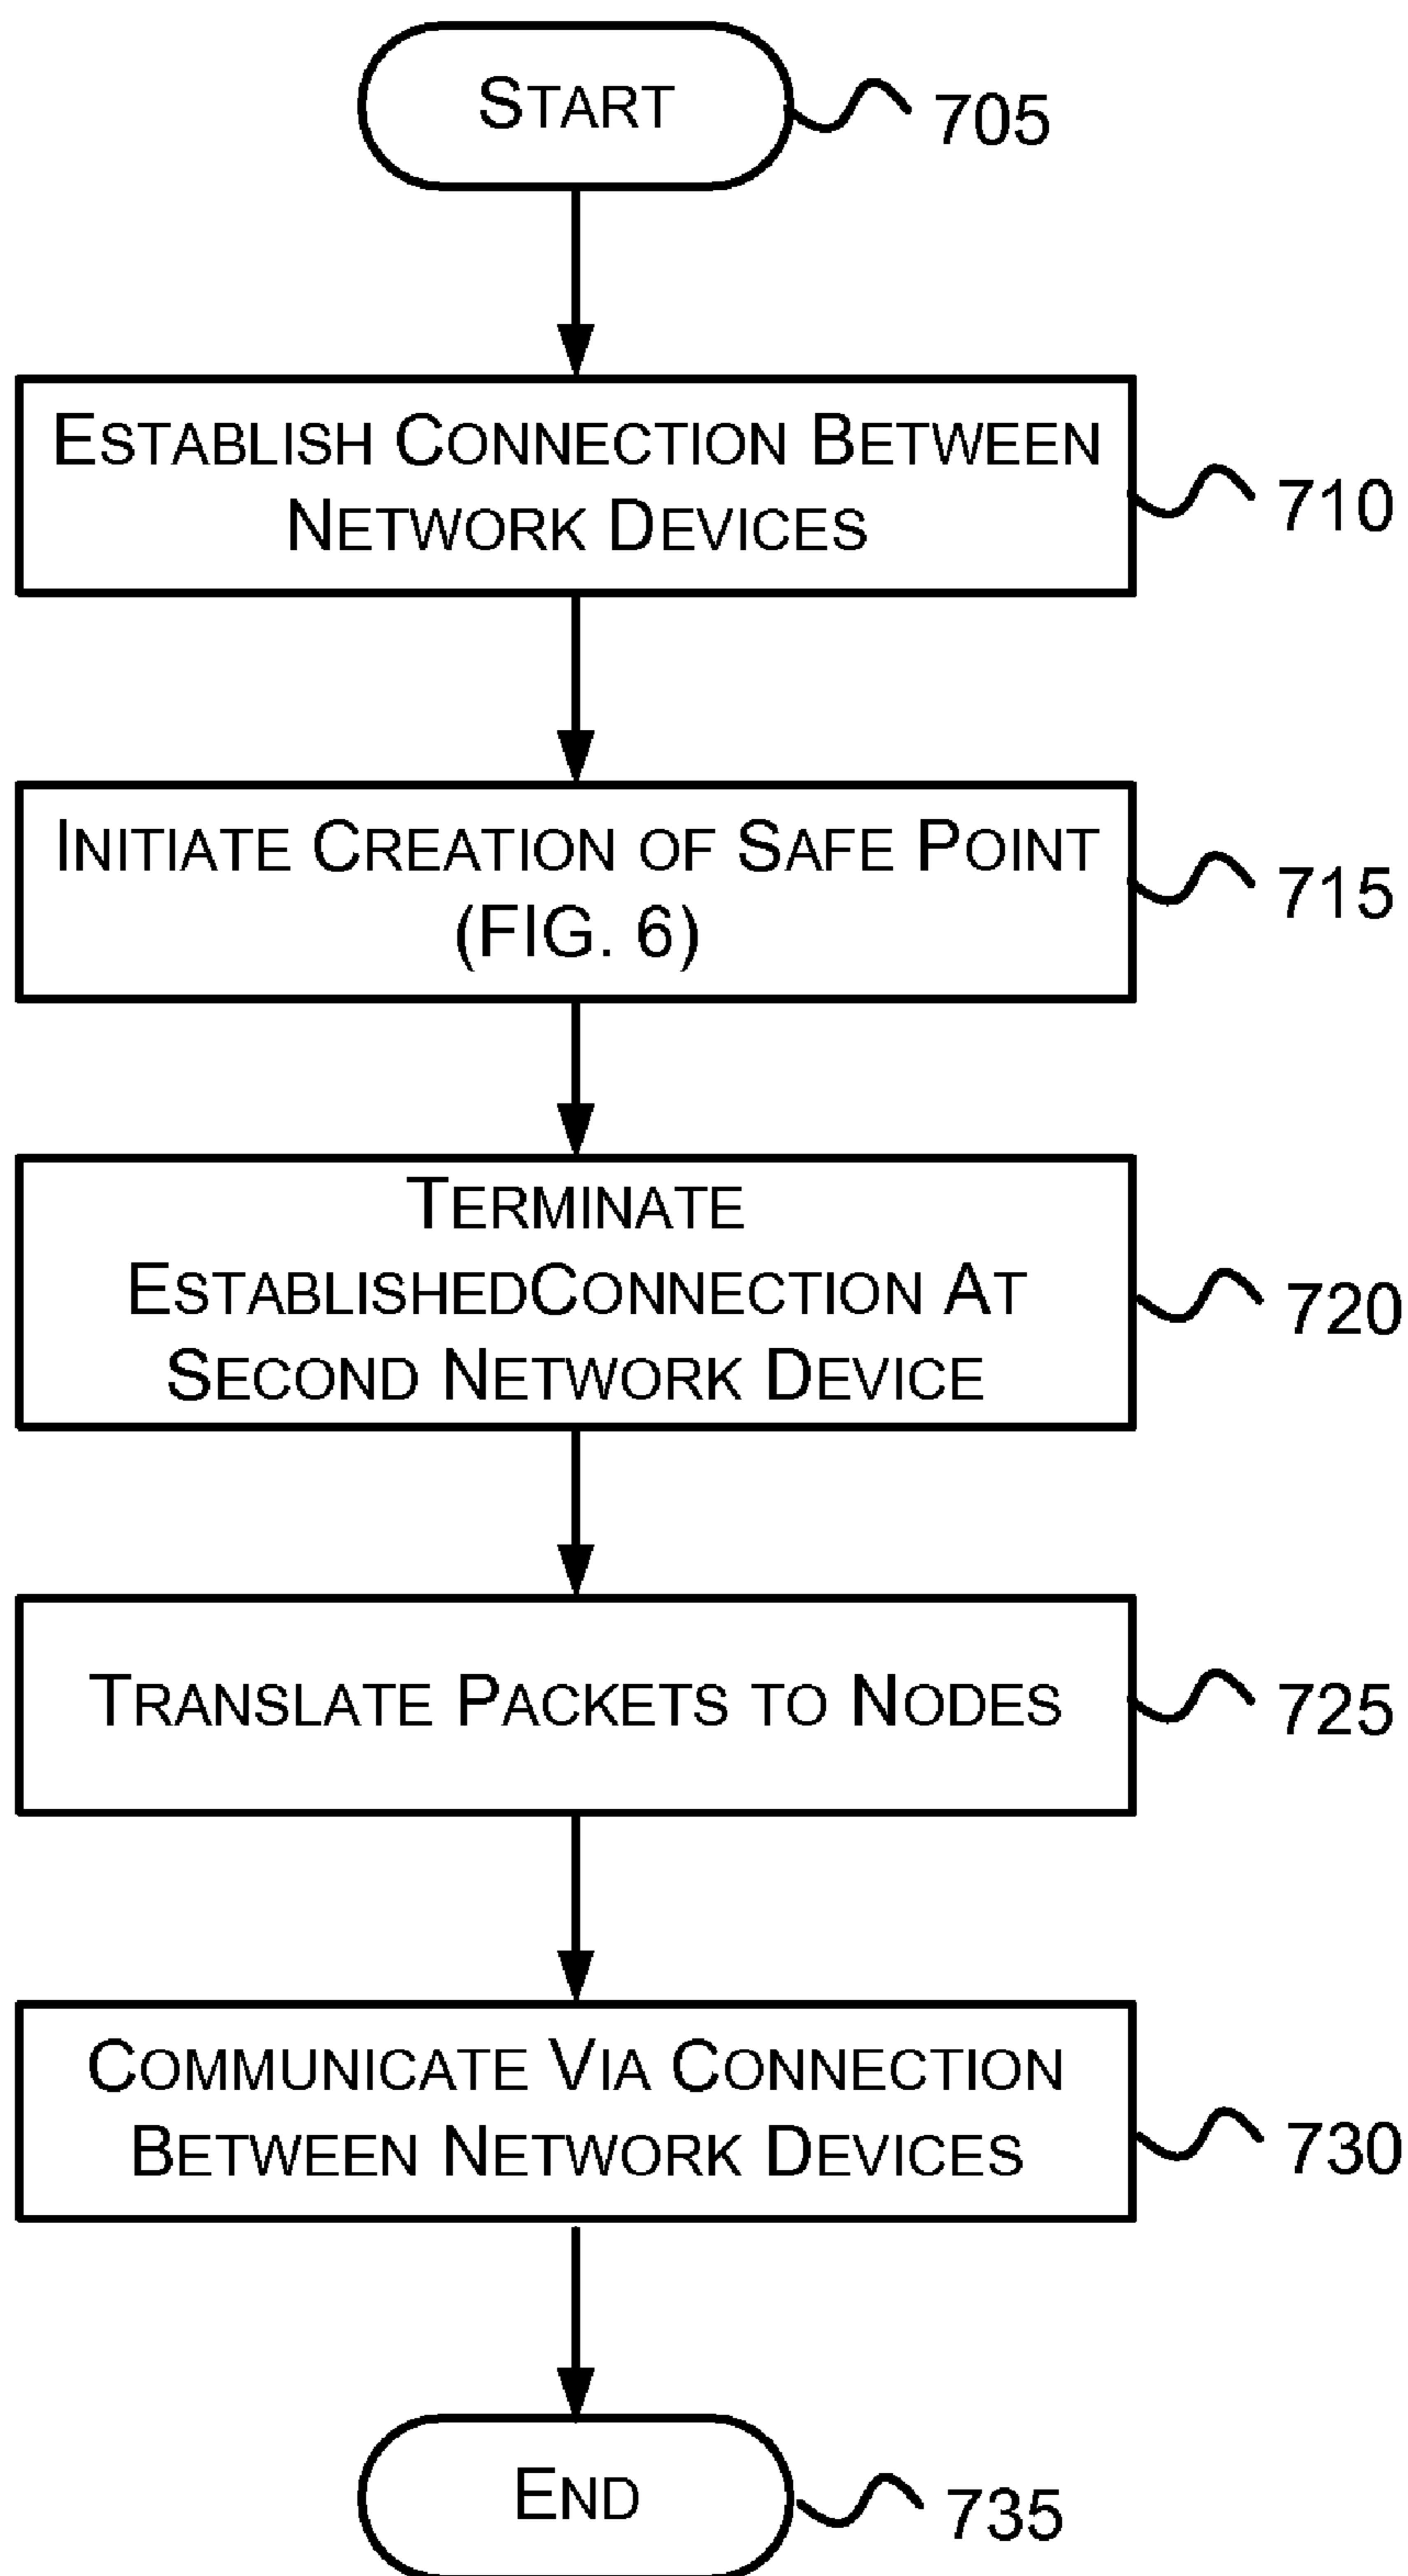 START
705
ESTABLISH CONNECTION BETWEEN
NETWORK DEVICES
710
INITIATE CREATION OF SAFE POINT
(FIG. 6)
715
TERMINATE
ESTABLISHEDCONNECTION AT
SECOND NETWORK DEVICE
720
TRANSLATE PACKETS TO NODES
725
COMMUNICATE VIA CONNECTION
BETWEEN NETWORK DEVICES
730
END
735